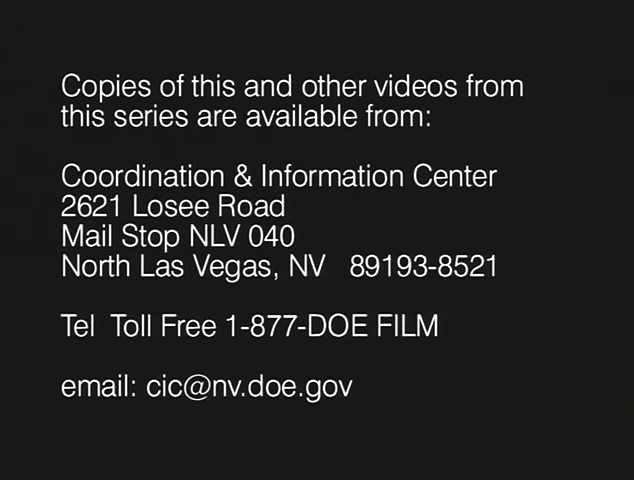 Copies of this and other videos from
this series are available from:
Coordination & Information Center
2621 Losee Road
Mail Stop NLV 040
North Las Vegas, NV   89193-8521
Tel  Toll Free 1-877-DOE FILM
email: cic@nv.doe.gov